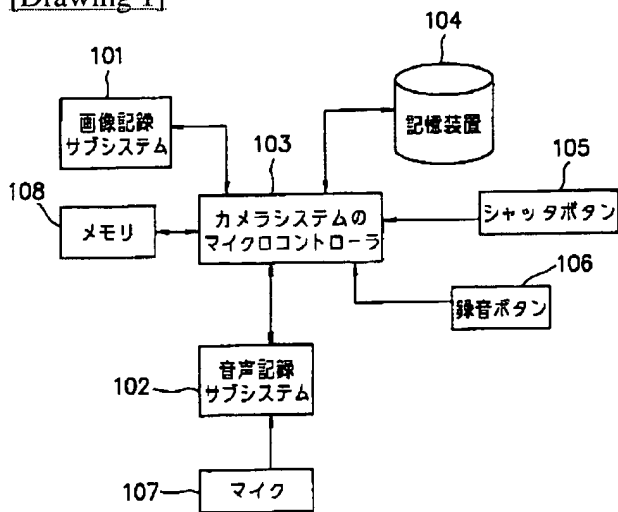 [Drawing 1]
101
画像記録
サブシステム
104
記憶装置
103
カメラシステムの
マイクロコントローラ
105
シャッタボタン
108
メモリ
106
録音ボタン
102
音声記録
サブシステム
107
マイク